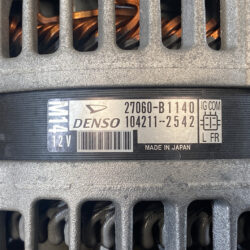 M14
12V
27060-B1140
DENSO 104211-2542
IG COM
L FR
MADE IN JAPAN